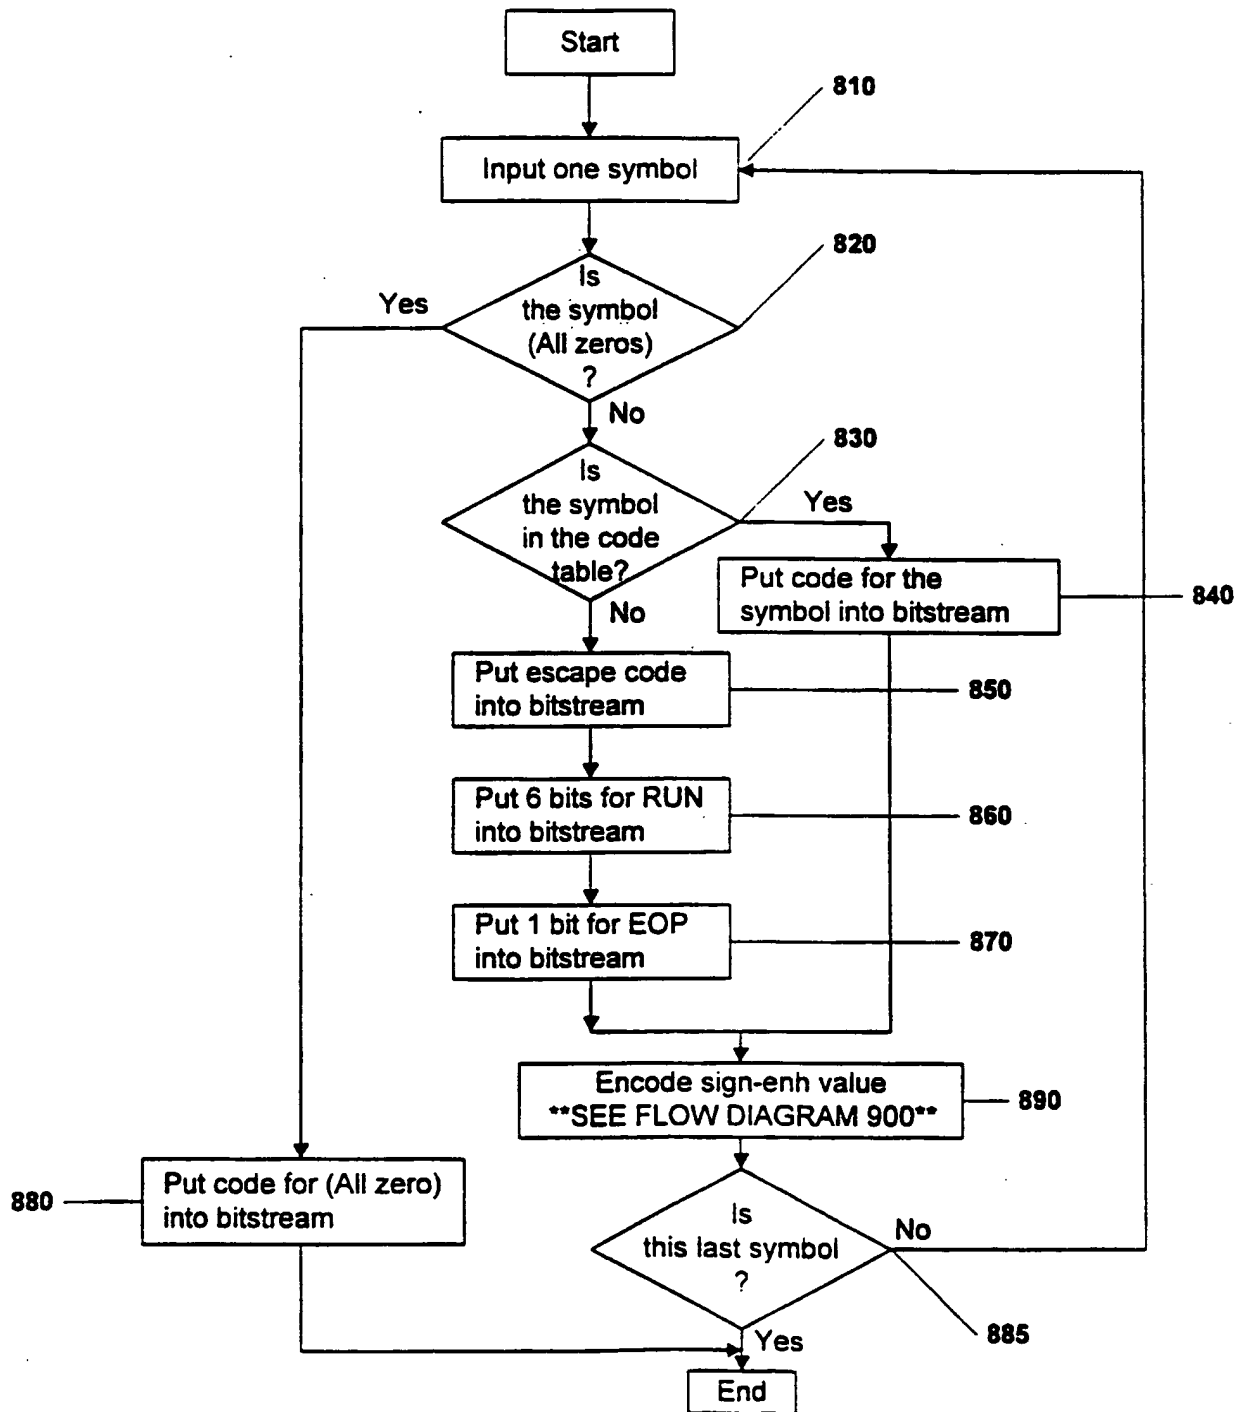 Start
810
Input one symbol
820
Yes
Is
the symbol
(All zeros)
?
No
830
Is
the symbol
in the code
table?
Yes
No
Put code for the
symbol into bitstream
840
Put escape code
into bitstream
850
Put 6 bits for RUN
into bitstream
860
Put 1 bit for EOP
into bitstream
870
Encode sign-enh value
**SEE FLOW DIAGRAM 900**
890
880
Put code for (All zero)
into bitstream
Is
this last symbol
?
No
885
Yes
End